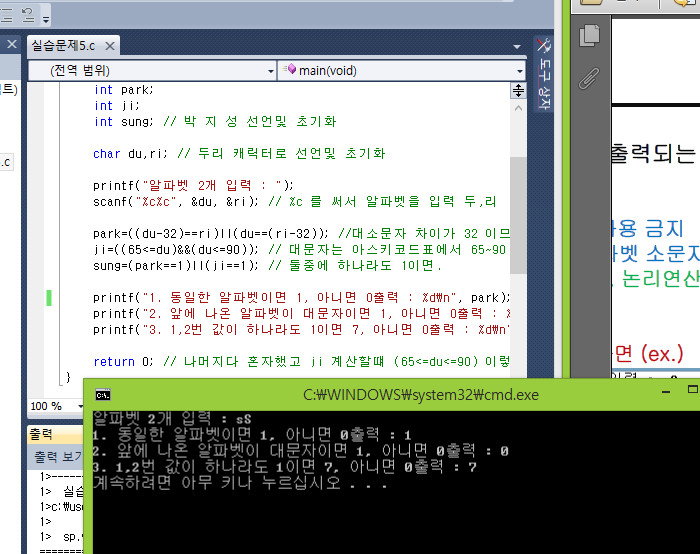 실습문제5.c
(전역 범위)
main(void)
도구 상자
int park;
int ji;
int sung; // 박 지 성 선언및 초기화
char du,ri; // 두리 캐릭터로 선언및 초기화
printf("알파벳 2개 입력 : ");
scanf("%c%c", &du, &ri); // %c 를 써서 알파벳을 입력 두,리
park=((du-32)==ri)||(du==(ri-32)); //대소문자 차이가 32 이므
ji=((65<=du)&&(du<=90)); // 대문자는 아스키코드표에서 65~90
sung=(park==1)||(ji==1); // 둘중에 하나라도 1이면.
printf("1. 동일한 알파벳이면 1, 아니면 0출력 : %d₩n", park);
printf("2. 앞에 나온 알파벳이 대문자이면 1, 아니면 0출력 : %
printf("3. 1,2번 값이 하나라도 1이면 7, 아니면 0출력 : %d₩n"
return 0; // 나머지다 혼자했고 ji 계산할떄 (65<=du<=90) 이렇
}
100 %
출력
출력 보기
1>-----
1> 실습
1>c:₩use
1>
1> sp.
========
트)
.c
출력되는
사용 금지
파벳 소문자
논리연산
면 (ex.)
C:₩WINDOWS₩system32₩cmd.exe
알파벳 2개 입력 : sS
1. 동일한 알파벳이면 1, 아니면 0출력 : 1
2. 앞에 나온 알파벳이 대문자이면 1, 아니면 0출력 : 0
3. 1,2번 값이 하나라도 1이면 7, 아니면 0출력 : 7
계속하려면 아무 키나 누르십시오 . . .